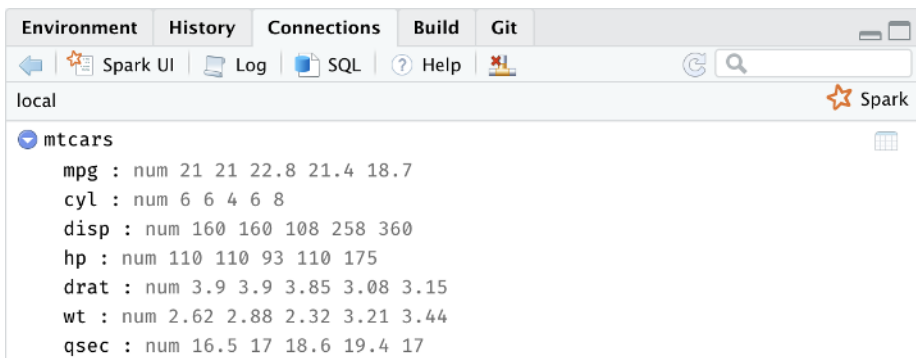 Environment History Connections Build Git
Spark UI Log SQL ? Help
local Spark
mtcars
mpg : num 21 21 22.8 21.4 18.7
cyl : num 6 6 4 6 8
disp : num 160 160 108 258 360
hp : num 110 110 93 110 175
drat : num 3.9 3.9 3.85 3.08 3.15
wt : num 2.62 2.88 2.32 3.21 3.44
qsec : num 16.5 17 18.6 19.4 17